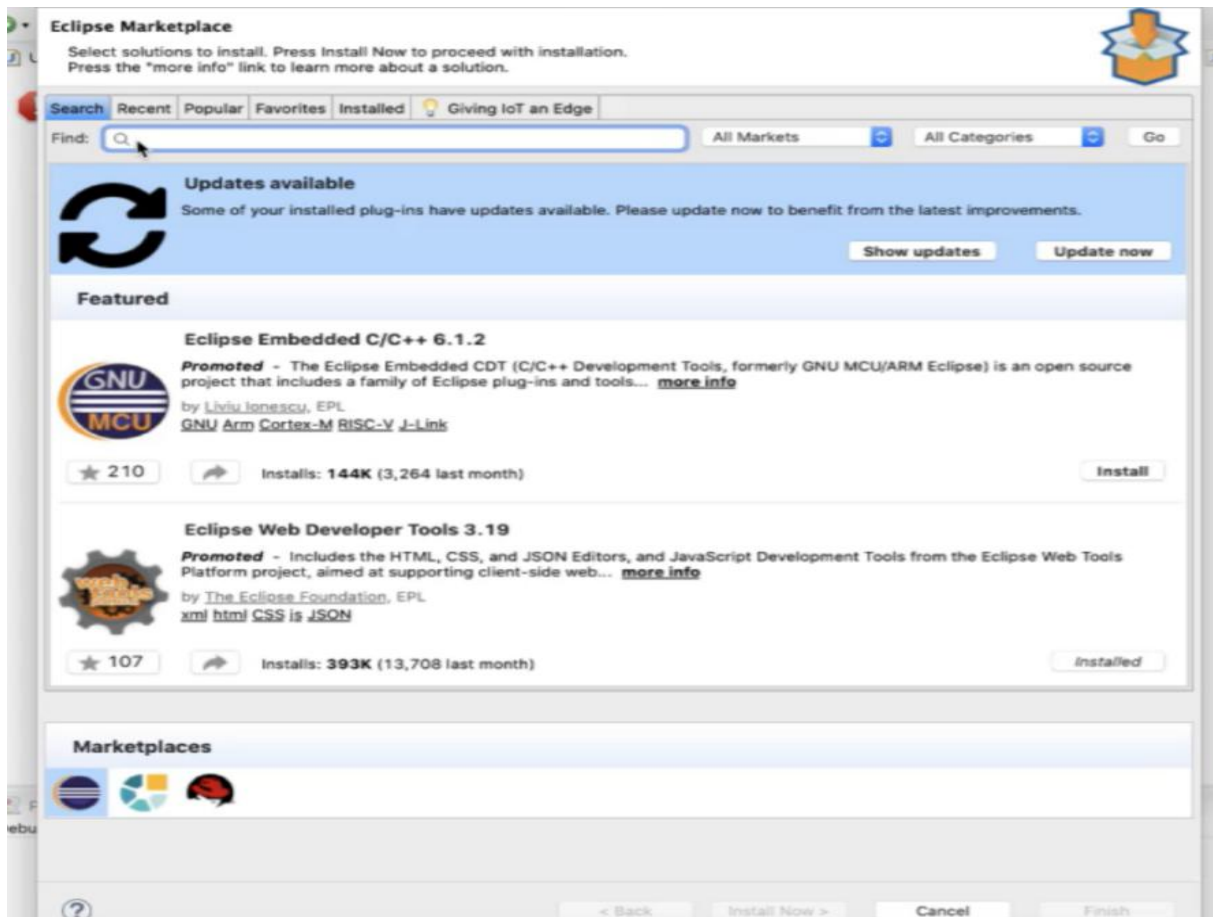 Eclipse Marketplace
Select solutions to install. Press Install Now to proceed with installation.
Press the "more info" link to learn more about a solution.
Search Recent Popular Favorites Installed Giving IoT an Edge
Find: All Markets All Categories Go
Updates available
Some of your installed plug-ins have updates available. Please update now to benefit from the latest improvements.
Show updates Update now
Featured
Eclipse Embedded C/C++ 6.1.2
Promoted - The Eclipse Embedded CDT (C/C++ Development Tools, formerly GNU MCU/ARM Eclipse) is an open source
project that includes a family of Eclipse plug-ins and tools... more info
GNU
MCU
by Liviu Ionescu, EPL
GNU Arm Cortex-M RISC-V J-Link
210 Installs: 144K (3,264 last month) Install
Eclipse Web Developer Tools 3.19
Promoted - Includes the HTML, CSS, and JSON Editors, and JavaScript Development Tools from the Eclipse Web Tools
Platform project, aimed at supporting client-side web... more info
by The Eclipse Foundation, EPL
xml html CSS js JSON
107 Installs: 393K (13,708 last month) Installed
Marketplaces
ebu
? < Back Install Now > Cancel Finish